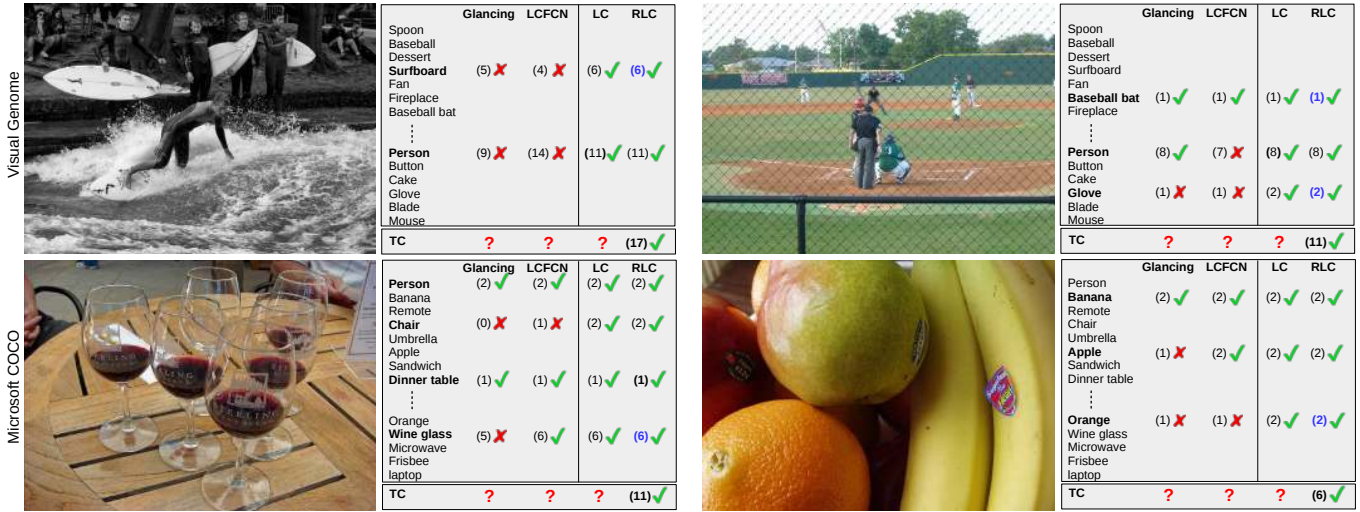 Visual Genome
Glancing LCFCN LC RLC
Spoon
Baseball
Dessert
Surfboard (5) ✘ (4) ✘ (6) ✔ (6) ✔
Fan
Fireplace
Baseball bat
Person (9) ✘ (14) ✘ (11) ✔ (11) ✔
Button
Cake
Glove
Blade
Mouse
TC ? ? ? (17) ✔
Glancing LCFCN LC RLC
Spoon
Baseball
Dessert
Surfboard
Fan
Baseball bat (1) ✔ (1) ✔ (1) ✔ (1) ✔
Fireplace
Person (8) ✔ (7) ✘ (8) ✔ (8) ✔
Button
Cake
Glove (1) ✘ (1) ✘ (2) ✔ (2) ✔
Blade
Mouse
TC ? ? ? (11) ✔
Microsoft COCO
Glancing LCFCN LC RLC
Person (2) ✔ (2) ✔ (2) ✔ (2) ✔
Banana
Remote
Chair (0) ✘ (1) ✘ (2) ✔ (2) ✔
Umbrella
Apple
Sandwich
Dinner table (1) ✔ (1) ✔ (1) ✔ (1) ✔
Orange
Wine glass (5) ✘ (6) ✔ (6) ✔ (6) ✔
Microwave
Frisbee
laptop
TC ? ? ? (11) ✔
Glancing LCFCN LC RLC
Person
Banana (2) ✔ (2) ✔ (2) ✔ (2) ✔
Remote
Chair
Umbrella
Apple (1) ✘ (2) ✔ (2) ✔ (2) ✔
Sandwich
Dinner table
Orange (1) ✘ (1) ✘ (2) ✔ (2) ✔
Wine glass
Microwave
Frisbee
laptop
TC ? ? ? (6) ✔